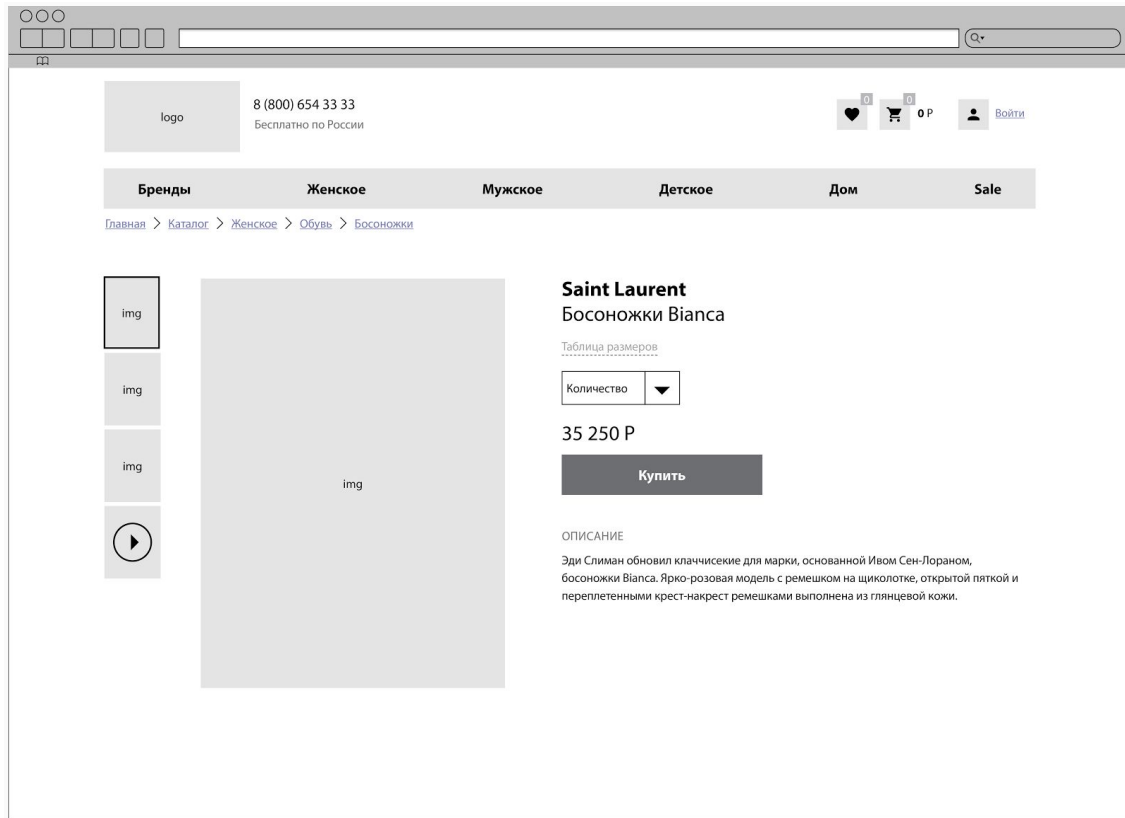 logo
8 (800) 654 33 33
Бесплатно по России
0
0
0 Р
Войти
Бренды Женское Мужское Детское Дом Sale
Главная > Каталог > Женское > Обувь > Босоножки
img
img
img
img
Saint Laurent
Босоножки Bianca
Таблица размеров
Количество
35 250 Р
Купить
ОПИСАНИЕ
Эди Слиман обновил клаччисекие для марки, основанной Ивом Сен-Лораном,
босоножки Bianca. Ярко-розовая модель с ремешком на щиколотке, открытой пяткой и
переплетенными крест-накрест ремешками выполнена из глянцевой кожи.